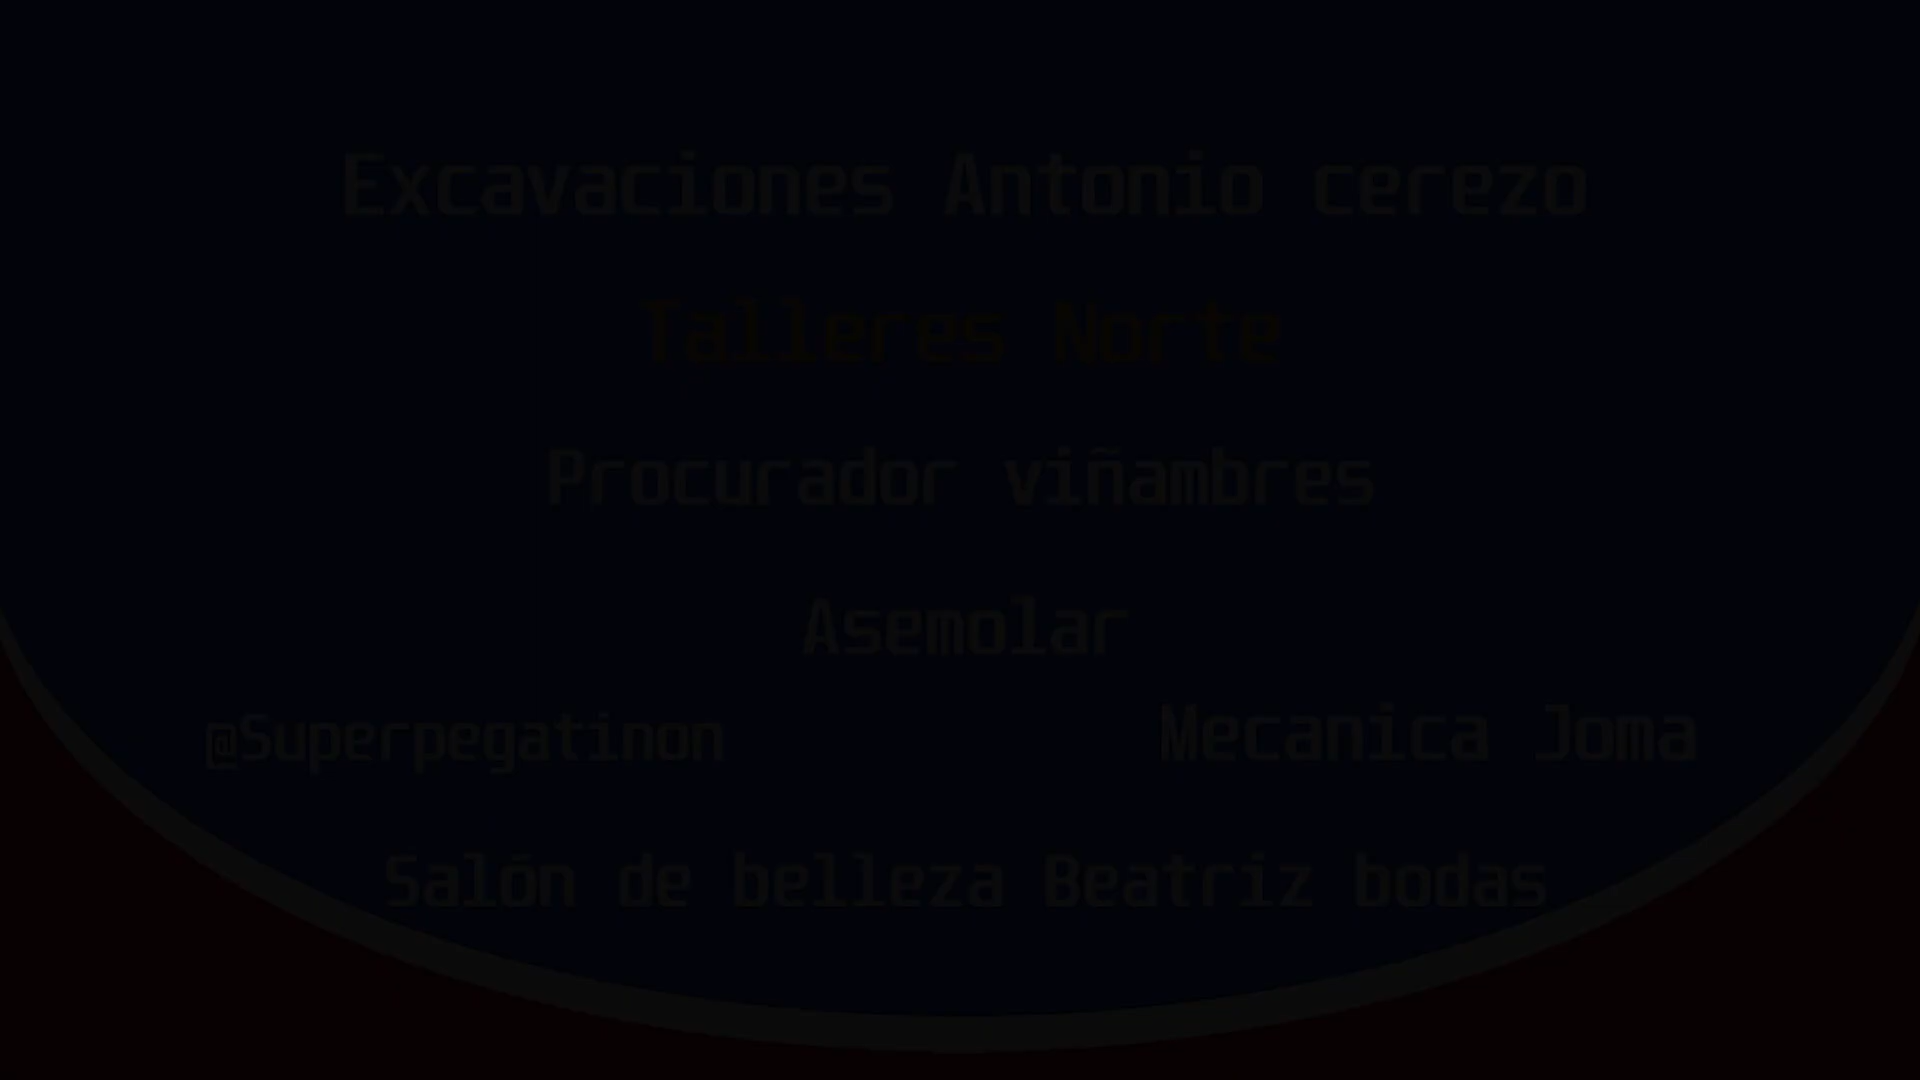 Excavaciones Antonio cerezo
Talleres Norte
Procurador viñambres
Asemolar
@Superpegatinon
Mecanica Joma
Salón de belleza Beatriz bodas